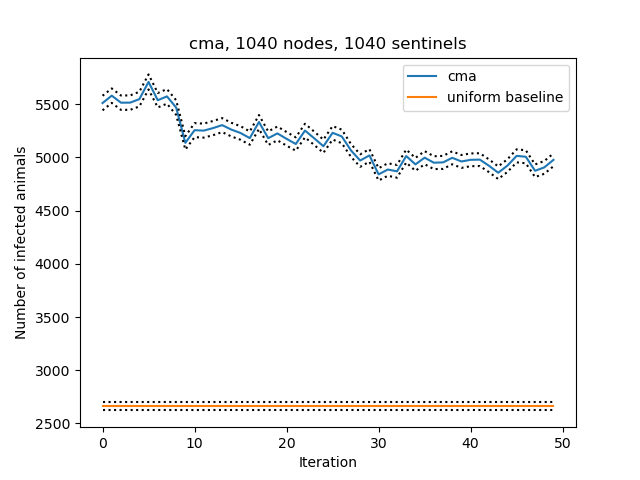 cma, 1040 nodes, 1040 sentinels
cma
uniform baseline
Number of infected animals
5500
5000
4500
4000
3500
3000
2500
0 10 20 30 40 50
Iteration